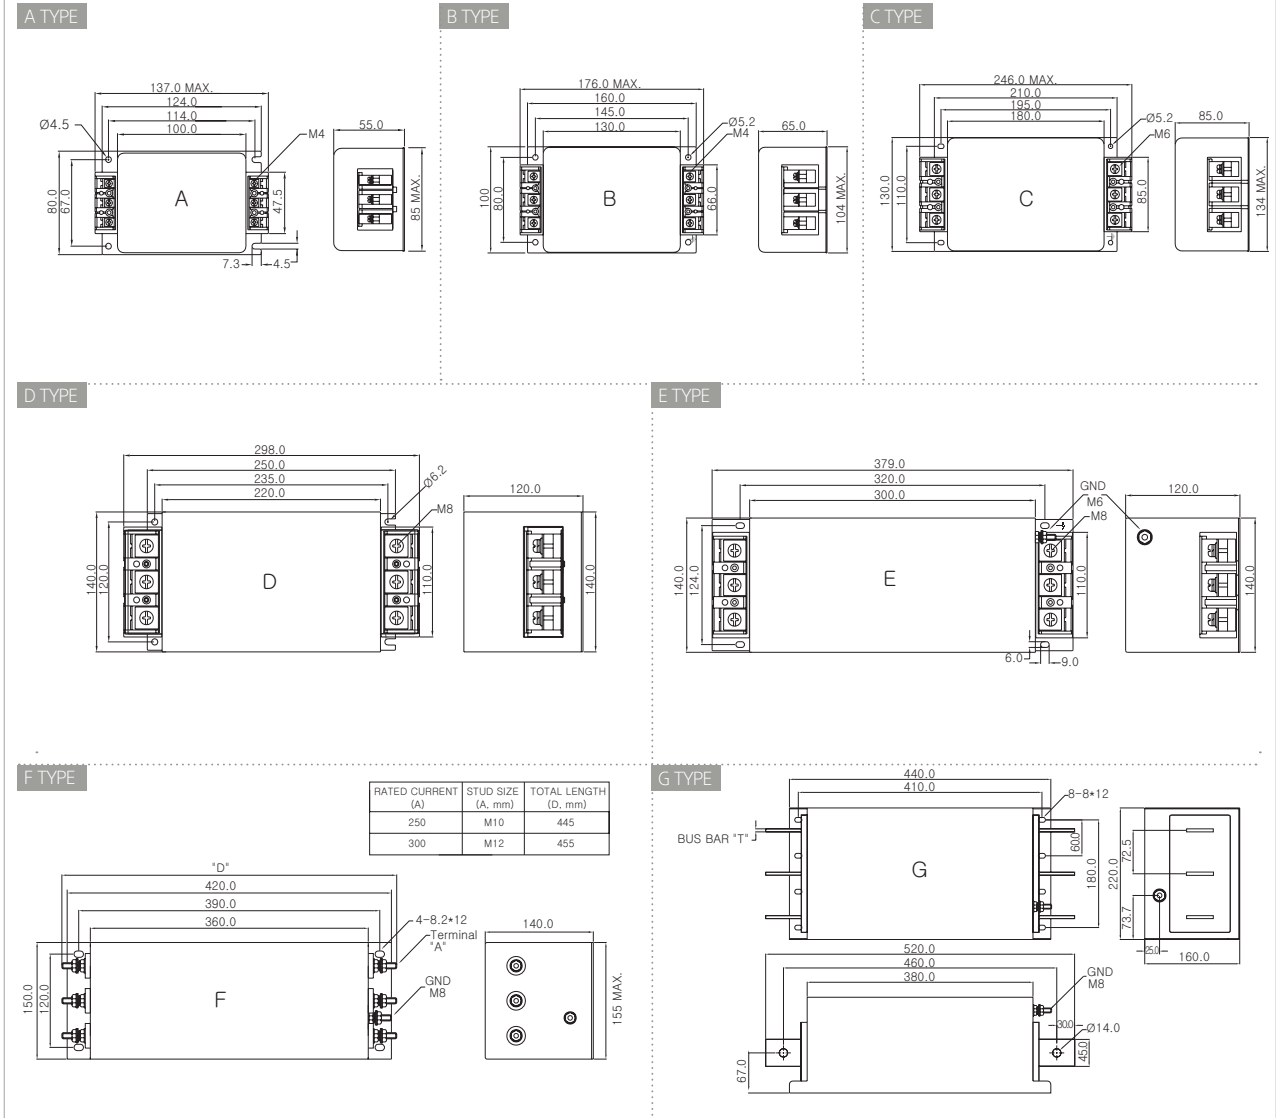 A TYPE
137.0 MAX.
124.0
114.0
100.0
Ø4.5
M4
80.0
67.0
A
47.5
7.3
4.5
55.0
85 MAX.
B TYPE
176.0 MAX.
160.0
145.0
130.0
Ø5.2
M4
100
80.0
B
66.0
65.0
104 MAX.
C TYPE
246.0 MAX.
210.0
195.0
180.0
Ø5.2
M6
130.0
110.0
C
85.0
85.0
134 MAX.
D TYPE
298.0
250.0
235.0
220.0
Ø6.2
M8
140.0
120.0
D
110.0
120.0
140.0
E TYPE
379.0
320.0
300.0
GND
M6
M8
140.0
124.0
E
110.0
6.0
9.0
120.0
140.0
F TYPE
RATED CURRENT (A) STUD SIZE (A, mm) TOTAL LENGTH (D, mm)
250 M10 445
300 M12 455
"D"
420.0
390.0
360.0
4-8.2*12
Terminal
"A"
GND
M8
150.0
120.0
F
140.0
155 MAX.
G TYPE
440.0
410.0
8-8*12
BUS BAR "T"
G
60.0
180.0
220.0
72.5
73.7
25.0
160.0
520.0
460.0
380.0
GND
M8
30.0
Ø14.0
45.0
67.0